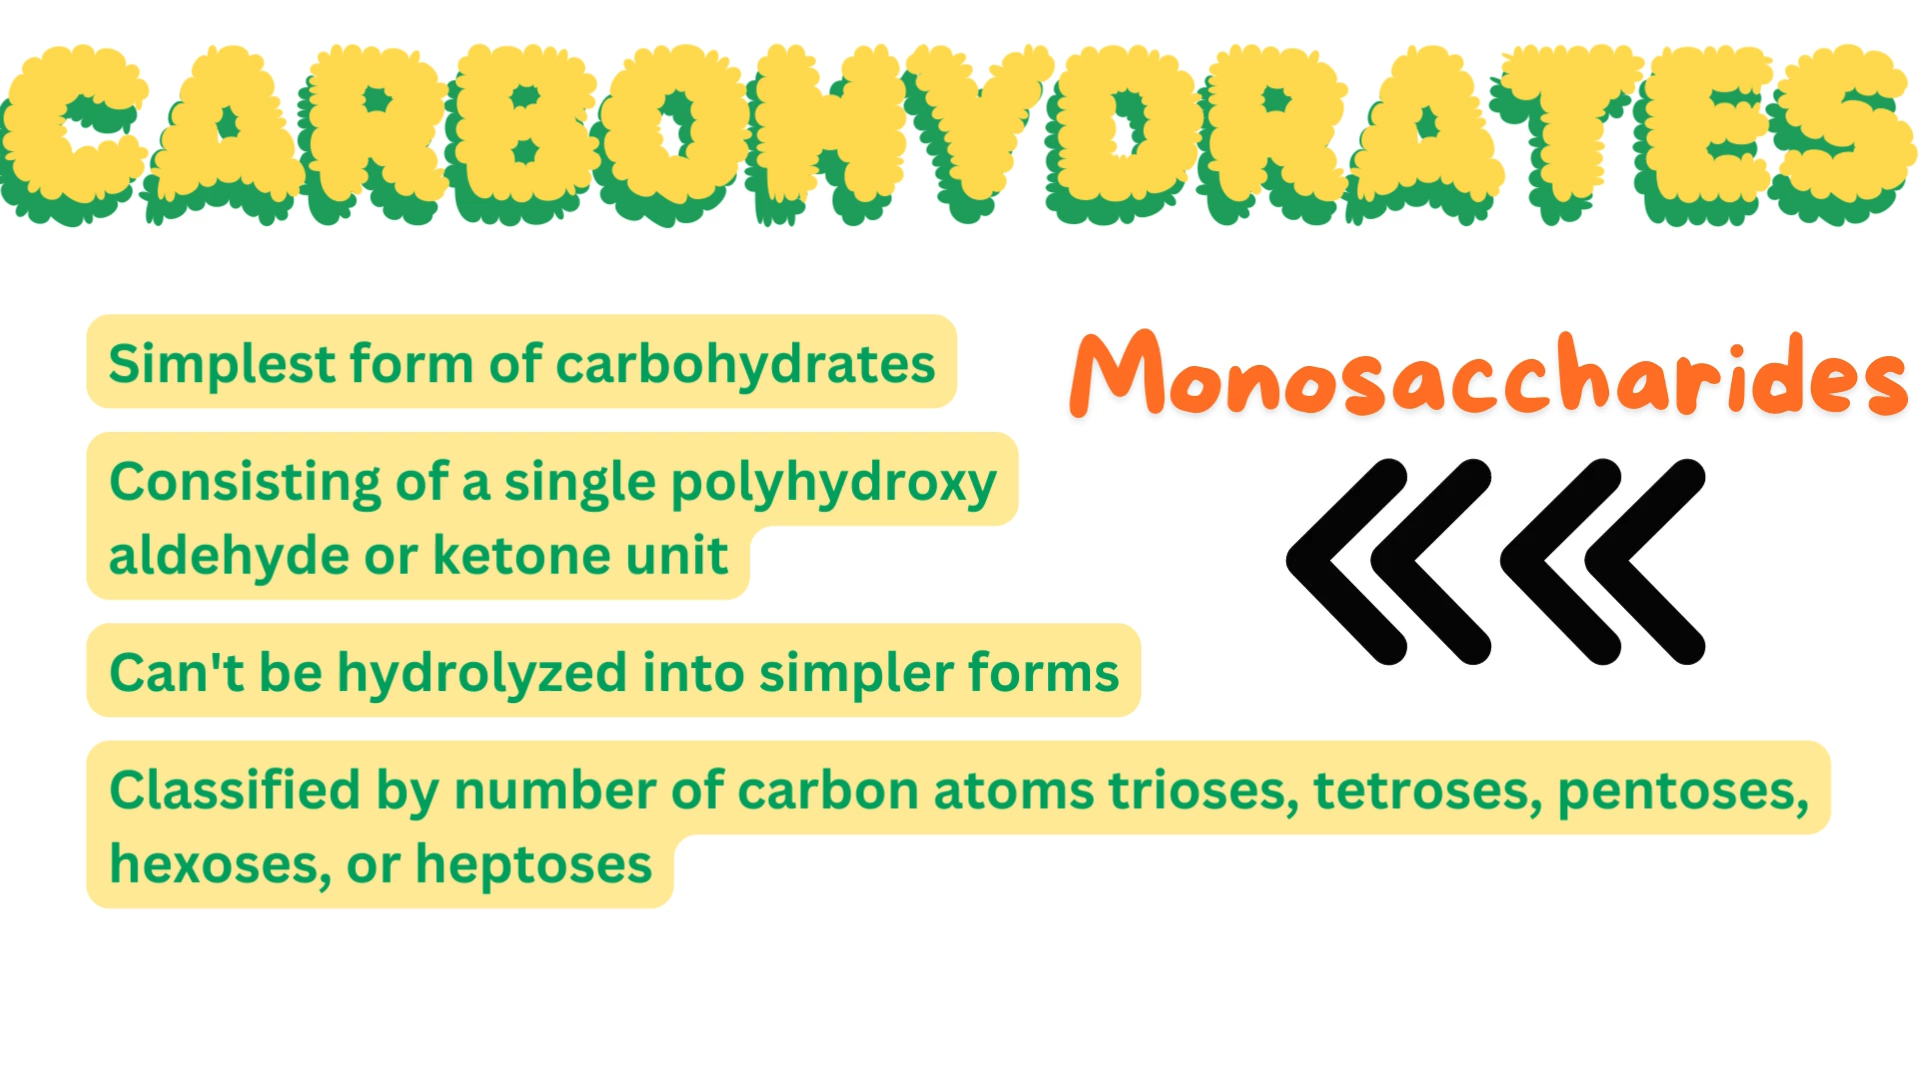 CARBOHYDRATES
Simplest form of carbohydrates
Monosaccharides
Consisting of a single polyhydroxy
aldehyde or ketone unit
Can't be hydrolyzed into simpler forms
Classified by number of carbon atoms trioses, tetroses, pentoses,
hexoses, or heptoses